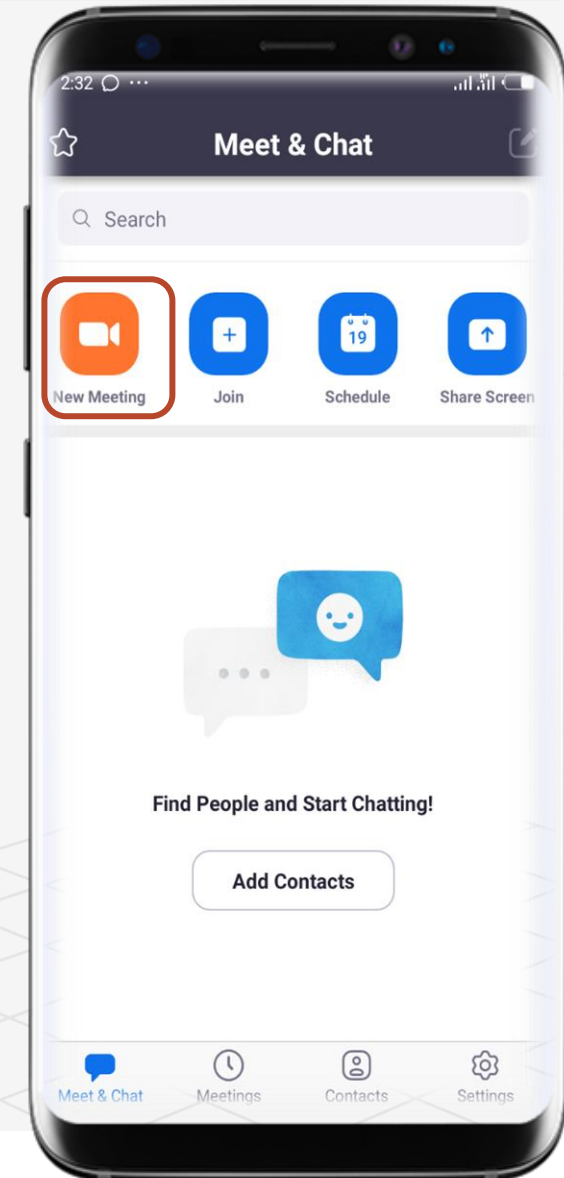 2:32
Meet & Chat
Search
19
New Meeting Join Schedule Share Screen
Find People and Start Chatting!
Add Contacts
Meet & Chat Meetings Contacts Settings